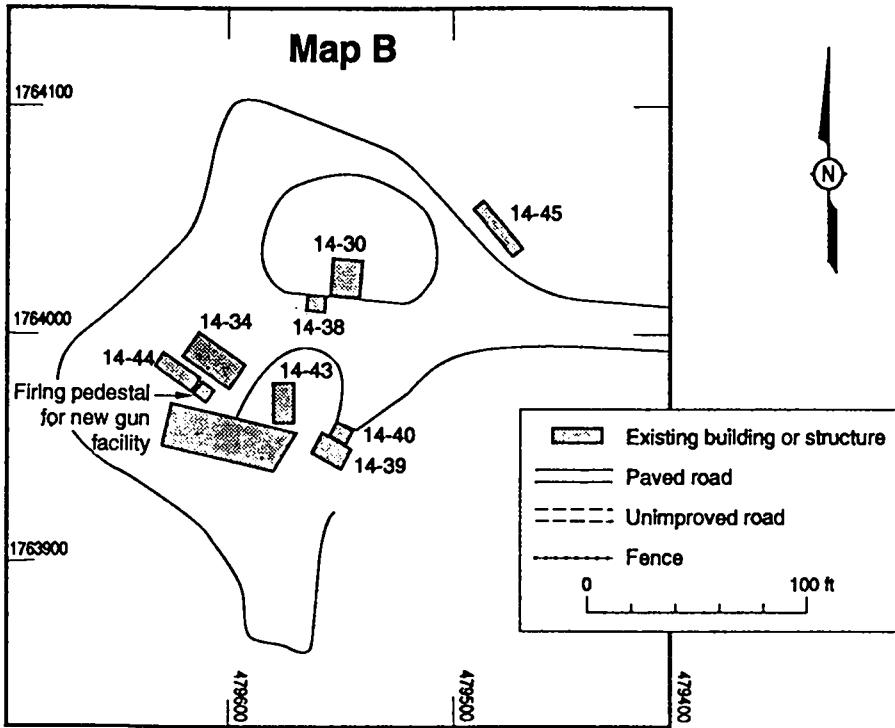 Map B
1764100
N
14-45
14-30
14-38
1764000
14-34
14-44
14-43
Firing pedestal
for new gun
facility
14-40
14-39
Existing building or structure
Paved road
Unimproved road
Fence
0 100 ft
1763900
479600
479500
479400